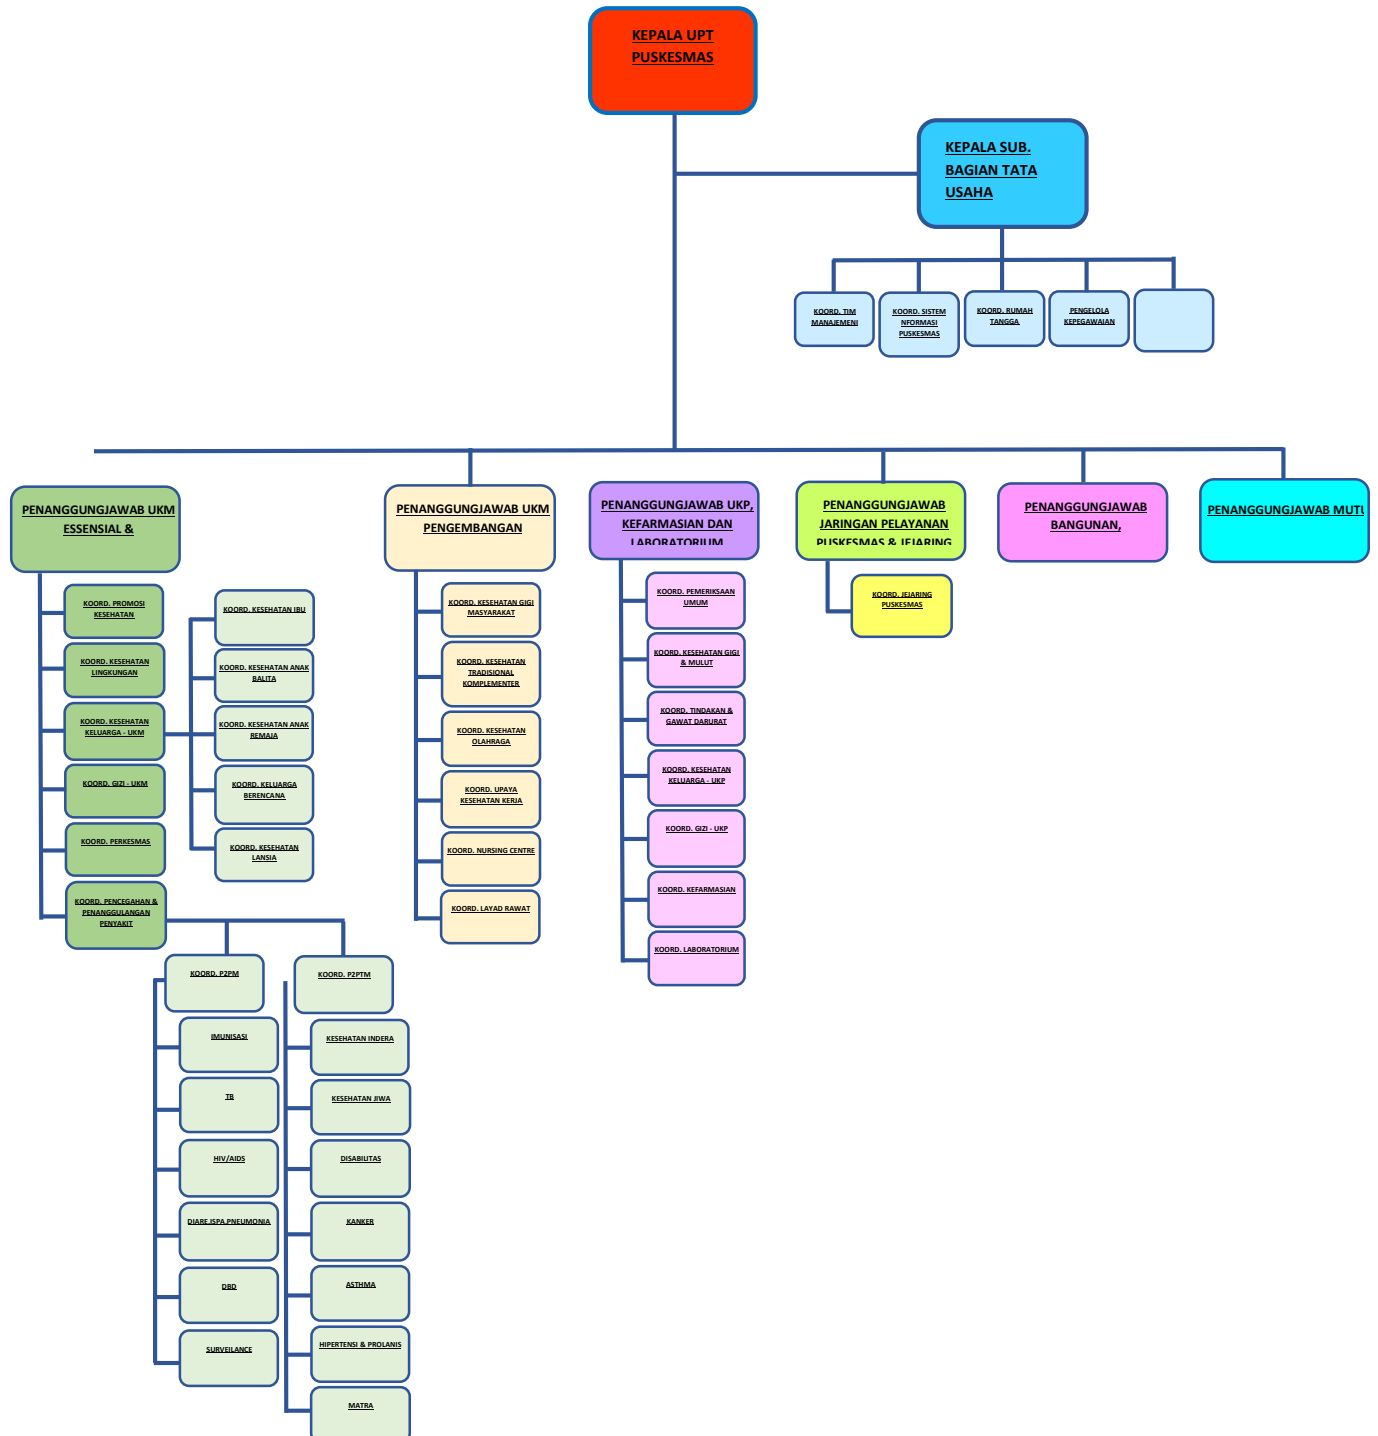 KEPALA UPT
PUSKESMAS
KEPALA SUB.
BAGIAN TATA
USAHA
KOORD. TIM
MANAJEMENI
KOORD. SISTEM
NFORMASI
PUSKESMAS
KOORD. RUMAH
TANGGA
PENGELOLA
KEPEGAWAIAN
PENANGGUNGJAWAB UKM
ESSENSIAL &
PENANGGUNGJAWAB UKM
PENGEMBANGAN
PENANGGUNGJAWAB UKP,
KEFARMASIAN DAN
LABORATORIUM
PENANGGUNGJAWAB
JARINGAN PELAYANAN
PUSKESMAS & JEJARING
PENANGGUNGJAWAB
BANGUNAN,
PENANGGUNGJAWAB MUTU
KOORD. PROMOSI
KESEHATAN
KOORD. KESEHATAN
LINGKUNGAN
KOORD. KESEHATAN
KELUARGA - UKM
KOORD. GIZI - UKM
KOORD. PERKESMAS
KOORD. PENCEGAHAN &
PENANGGULANGAN
PENYAKIT
KOORD. KESEHATAN IBU
KOORD. KESEHATAN ANAK
BALITA
KOORD. KESEHATAN ANAK
REMAJA
KOORD. KELUARGA
BERENCANA
KOORD. KESEHATAN
LANSIA
KOORD. P2PM
IMUNISASI
TB
HIV/AIDS
DIARE,ISPA,PNEUMONIA
DBD
SURVEILANCE
KOORD. P2PTM
KESEHATAN INDERA
KESEHATAN JIWA
DISABILITAS
KANKER
ASTHMA
HIPERTENSI & PROLANIS
MATRA
KOORD. KESEHATAN GIGI
MASYARAKAT
KOORD. KESEHATAN
TRADISIONAL
KOMPLEMENTER
KOORD. KESEHATAN
OLAHRAGA
KOORD. UPAYA
KESEHATAN KERJA
KOORD. NURSING CENTRE
KOORD. LAYAD RAWAT
KOORD. PEMERIKSAAN
UMUM
KOORD. KESEHATAN GIGI
& MULUT
KOORD. TINDAKAN &
GAWAT DARURAT
KOORD. KESEHATAN
KELUARGA - UKP
KOORD. GIZI - UKP
KOORD. KEFARMASIAN
KOORD. LABORATORIUM
KOORD. JEJARING
PUSKESMAS